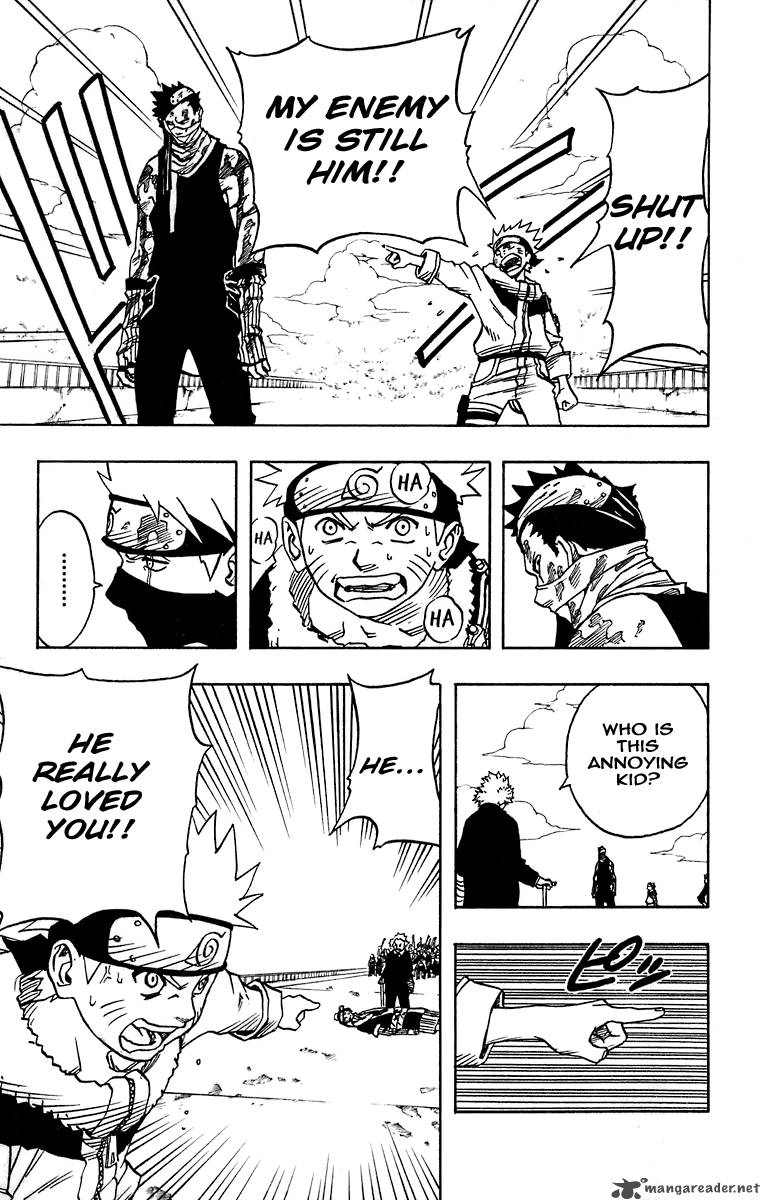 SHUT
UP!!
MY ENEMY
IS STILL
HIM!!
HA
HA
HA
..........
WHO IS
THIS
ANNOYING
KID?
ピッ
HE...
HE
REALLY
LOVED
YOU!!
mangareader.net